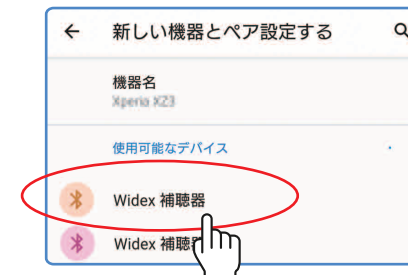 新しい機器とペア設定する
機器名
Xperia XZ3
使用可能なデバイス
Widex 補聴器
Widex 補聴